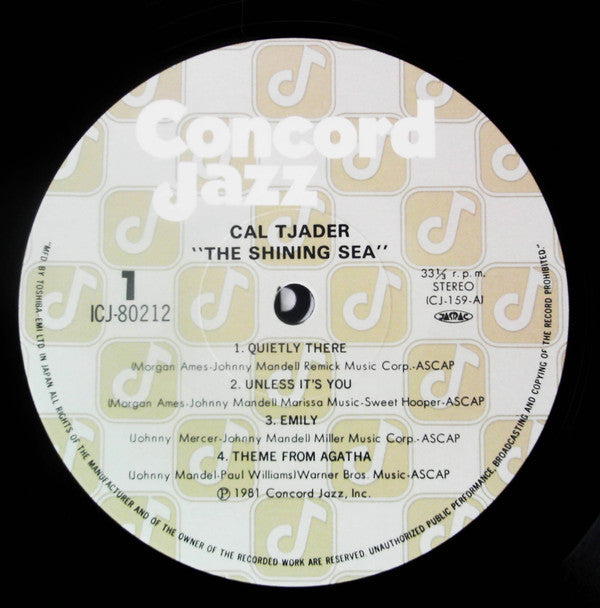 Concord
Jazz
CAL TJADER
"THE SHINING SEA"
1
ICJ-80212
33⅓ r.p.m.
STEREO
ICJ-159-A1
JASRAC
1. QUIETLY THERE
(Morgan Ames-Johnny Mandel) Remick Music Corp.-ASCAP
2. UNLESS IT'S YOU
(Morgan Ames-Johnny Mandel) Marissa Music-Sweet Hooper-ASCAP
3. EMILY
(Johnny Mercer-Johnny Mandel) Miller Music Corp.-ASCAP
4. THEME FROM AGATHA
(Johnny Mandel-Paul Williams) Warner Bros. Music-ASCAP
℗ 1981 Concord Jazz, Inc.
"MFD. BY TOSHIBA-EMI LTD. IN JAPAN ALL RIGHTS OF THE MANUFACTURER AND OF THE OWNER OF THE RECORDED WORK ARE RESERVED. UNAUTHORIZED PUBLIC PERFORMANCE, BROADCASTING AND COPYING OF THE RECORD PROHIBITED."